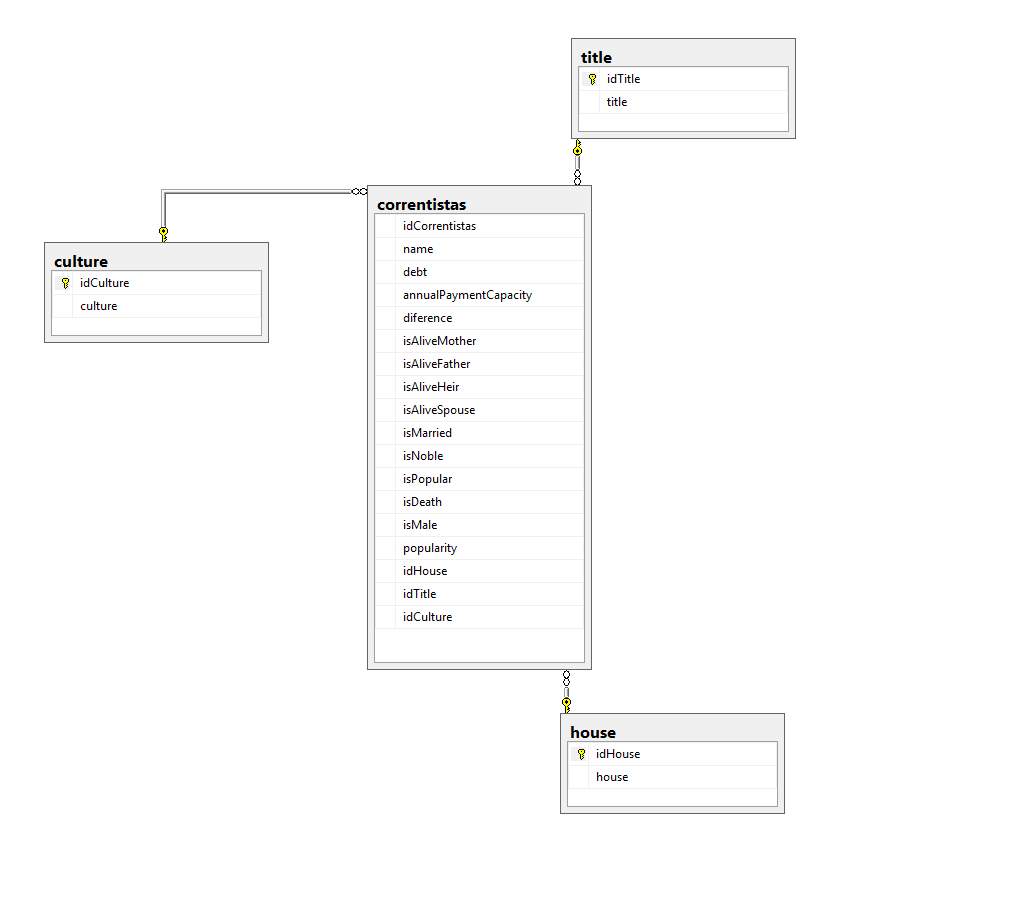 title
idTitle
title
correntistas
idCorrentistas
name
debt
annualPaymentCapacity
diference
isAliveMother
isAliveFather
isAliveHeir
isAliveSpouse
isMarried
isNoble
isPopular
isDeath
isMale
popularity
idHouse
idTitle
idCulture
culture
idCulture
culture
house
idHouse
house